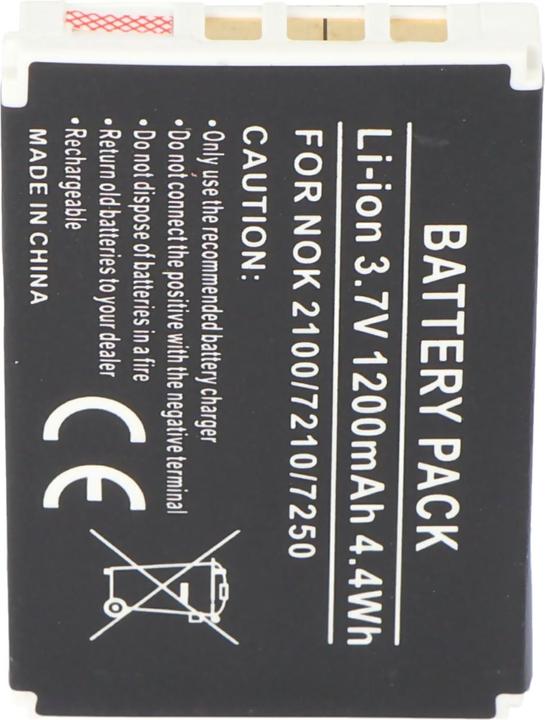 BATTERY PACK
Li-ion 3.7V 1200mAh 4.4Wh
FOR NOK 2100/7210/7250
CAUTION:
• Only use the recommended battery charger
• Do not connect the positive with the negative terminal
• Do not dispose of batteries in a fire
• Return old batteries to your dealer
• Rechargeable
MADE IN CHINA
CE